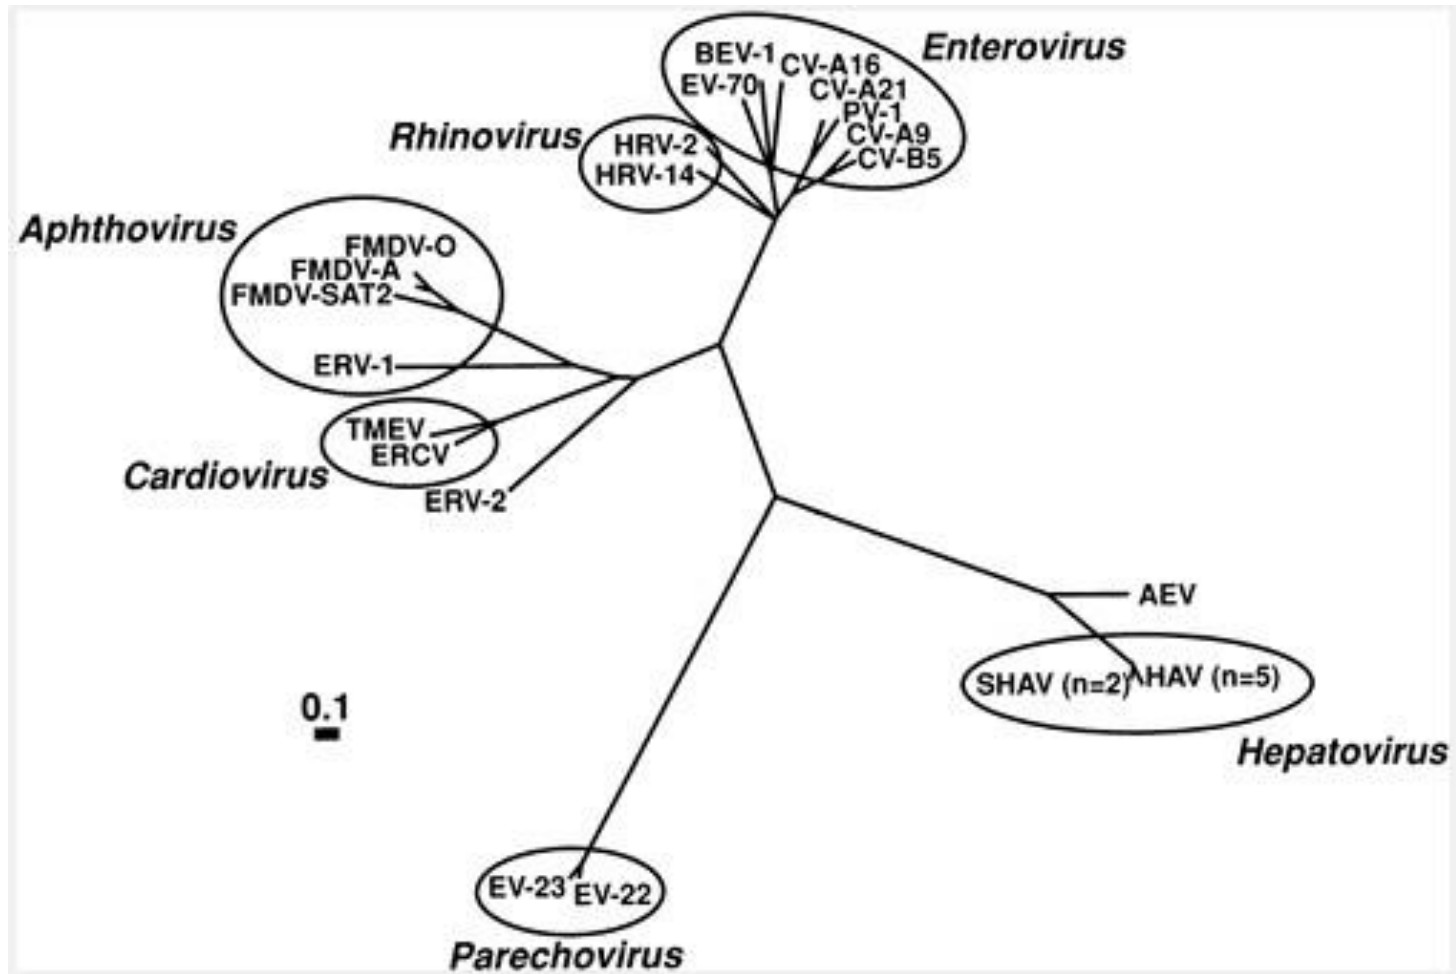 Enterovirus
BEV-1
CV-A16
EV-70
CV-A21
PV-1
CV-A9
CV-B5
Rhinovirus
HRV-2
HRV-14
Aphthovirus
FMDV-O
FMDV-A
FMDV-SAT2
ERV-1
TMEV
ERCV
Cardiovirus
ERV-2
AEV
SHAV (n=2)
HAV (n=5)
Hepatovirus
0.1
EV-23
EV-22
Parechovirus